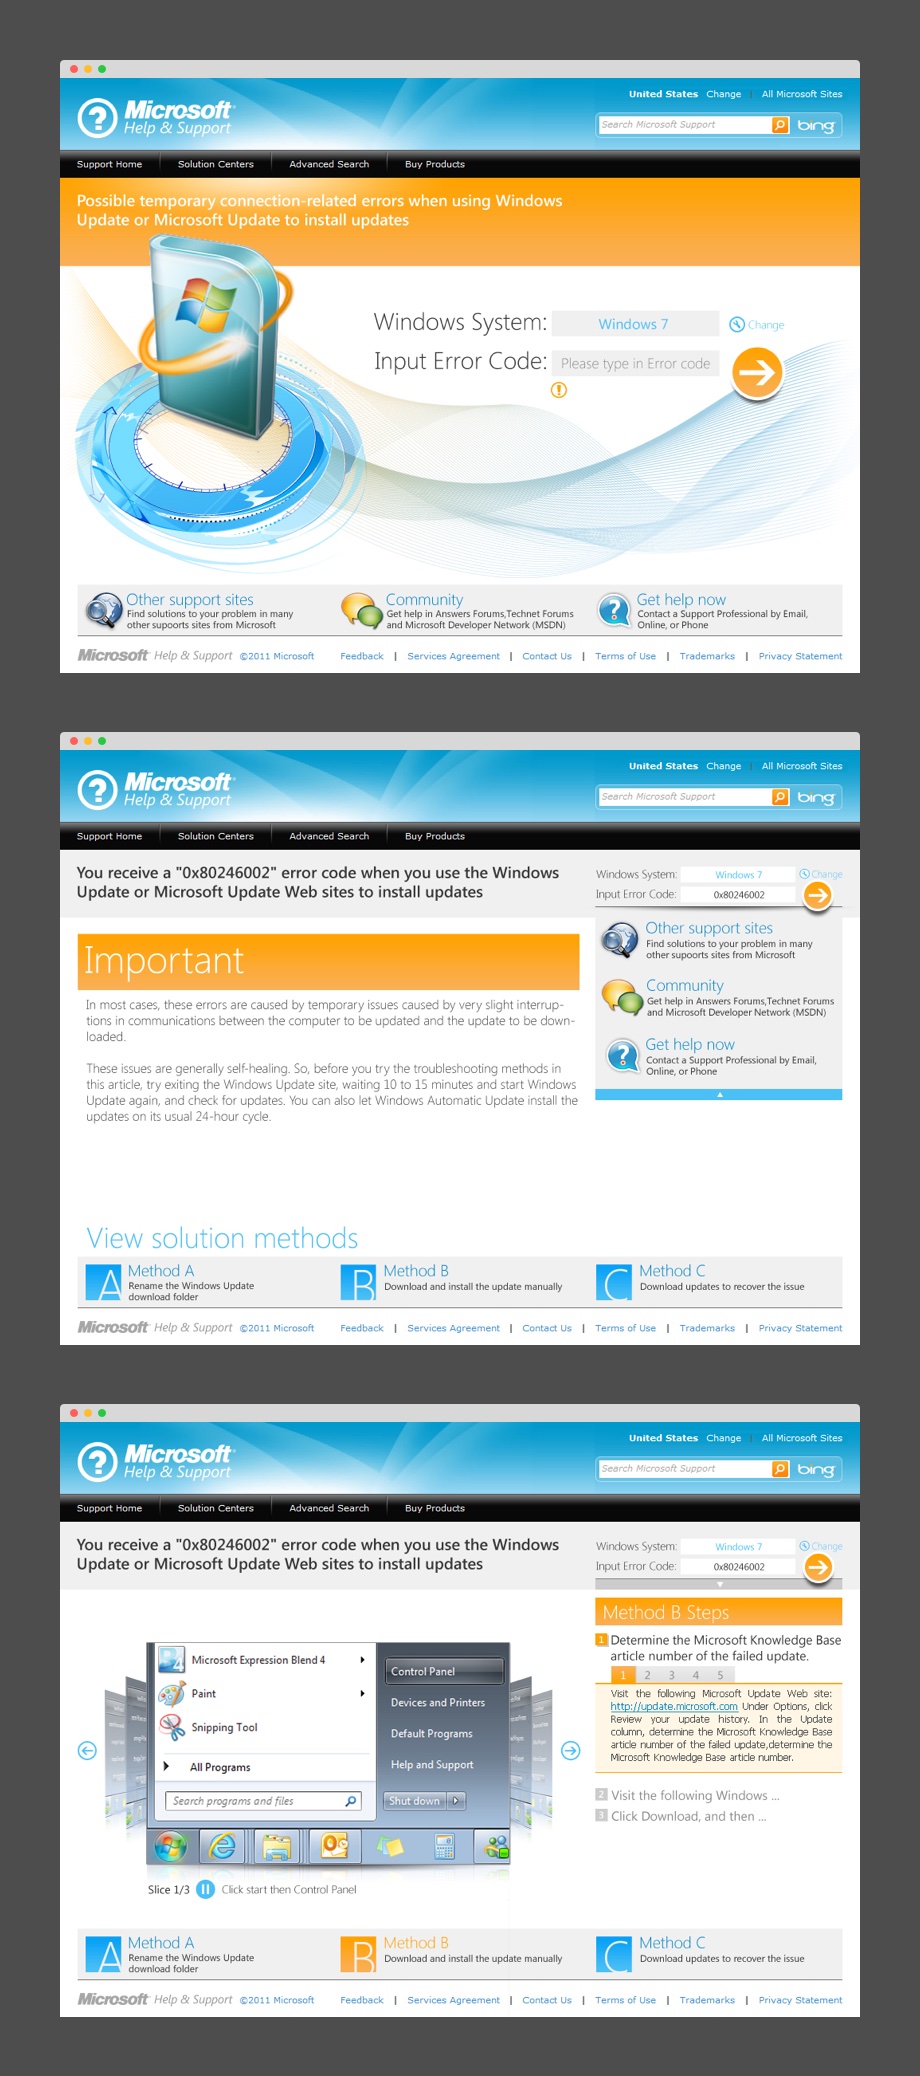 Microsoft
Help & Support
United States Change | All Microsoft Sites
Search Microsoft Support bing
Support Home Solution Centers Advanced Search Buy Products
Possible temporary connection-related errors when using Windows
Update or Microsoft Update to install updates
Windows System: Windows 7 Change
Input Error Code: Please type in Error code
Other support sites
Find solutions to your problem in many
other supoorts sites from Microsoft
Community
Get help in Answers Forums,Technet Forums
and Microsoft Developer Network (MSDN)
Get help now
Contact a Support Professional by Email,
Online, or Phone
Microsoft Help & Support ©2011 Microsoft Feedback | Services Agreement | Contact Us | Terms of Use | Trademarks | Privacy Statement
Microsoft
Help & Support
United States Change | All Microsoft Sites
Search Microsoft Support bing
Support Home Solution Centers Advanced Search Buy Products
You receive a "0x80246002" error code when you use the Windows
Update or Microsoft Update Web sites to install updates
Windows System: Windows 7 Change
Input Error Code: 0x80246002
Important
In most cases, these errors are caused by temporary issues caused by very slight interrup-
tions in communications between the computer to be updated and the update to be down-
loaded.
These issues are generally self-healing. So, before you try the troubleshooting methods in
this article, try exiting the Windows Update site, waiting 10 to 15 minutes and start Windows
Update again, and check for updates. You can also let Windows Automatic Update install the
updates on its usual 24-hour cycle.
Other support sites
Find solutions to your problem in many
other supoorts sites from Microsoft
Community
Get help in Answers Forums,Technet Forums
and Microsoft Developer Network (MSDN)
Get help now
Contact a Support Professional by Email,
Online, or Phone
View solution methods
A Method A
Rename the Windows Update
download folder
B Method B
Download and install the update manually
C Method C
Download updates to recover the issue
Microsoft Help & Support ©2011 Microsoft Feedback | Services Agreement | Contact Us | Terms of Use | Trademarks | Privacy Statement
Microsoft
Help & Support
United States Change | All Microsoft Sites
Search Microsoft Support bing
Support Home Solution Centers Advanced Search Buy Products
You receive a "0x80246002" error code when you use the Windows
Update or Microsoft Update Web sites to install updates
Windows System: Windows 7 Change
Input Error Code: 0x80246002
Microsoft Expression Blend 4
Paint
Snipping Tool
All Programs
Search programs and files
Control Panel
Devices and Printers
Default Programs
Help and Support
Shut down
Slice 1/3 Click start then Control Panel
Method B Steps
1 Determine the Microsoft Knowledge Base
article number of the failed update.
1 2 3 4 5
Visit the following Microsoft Update Web site:
http://update.microsoft.com Under Options, click
Review your update history. In the Update
column, determine the Microsoft Knowledge Base
article number of the failed update,determine the
Microsoft Knowledge Base article number.
2 Visit the following Windows ...
3 Click Download, and then ...
A Method A
Rename the Windows Update
download folder
B Method B
Download and install the update manually
C Method C
Download updates to recover the issue
Microsoft Help & Support ©2011 Microsoft Feedback | Services Agreement | Contact Us | Terms of Use | Trademarks | Privacy Statement